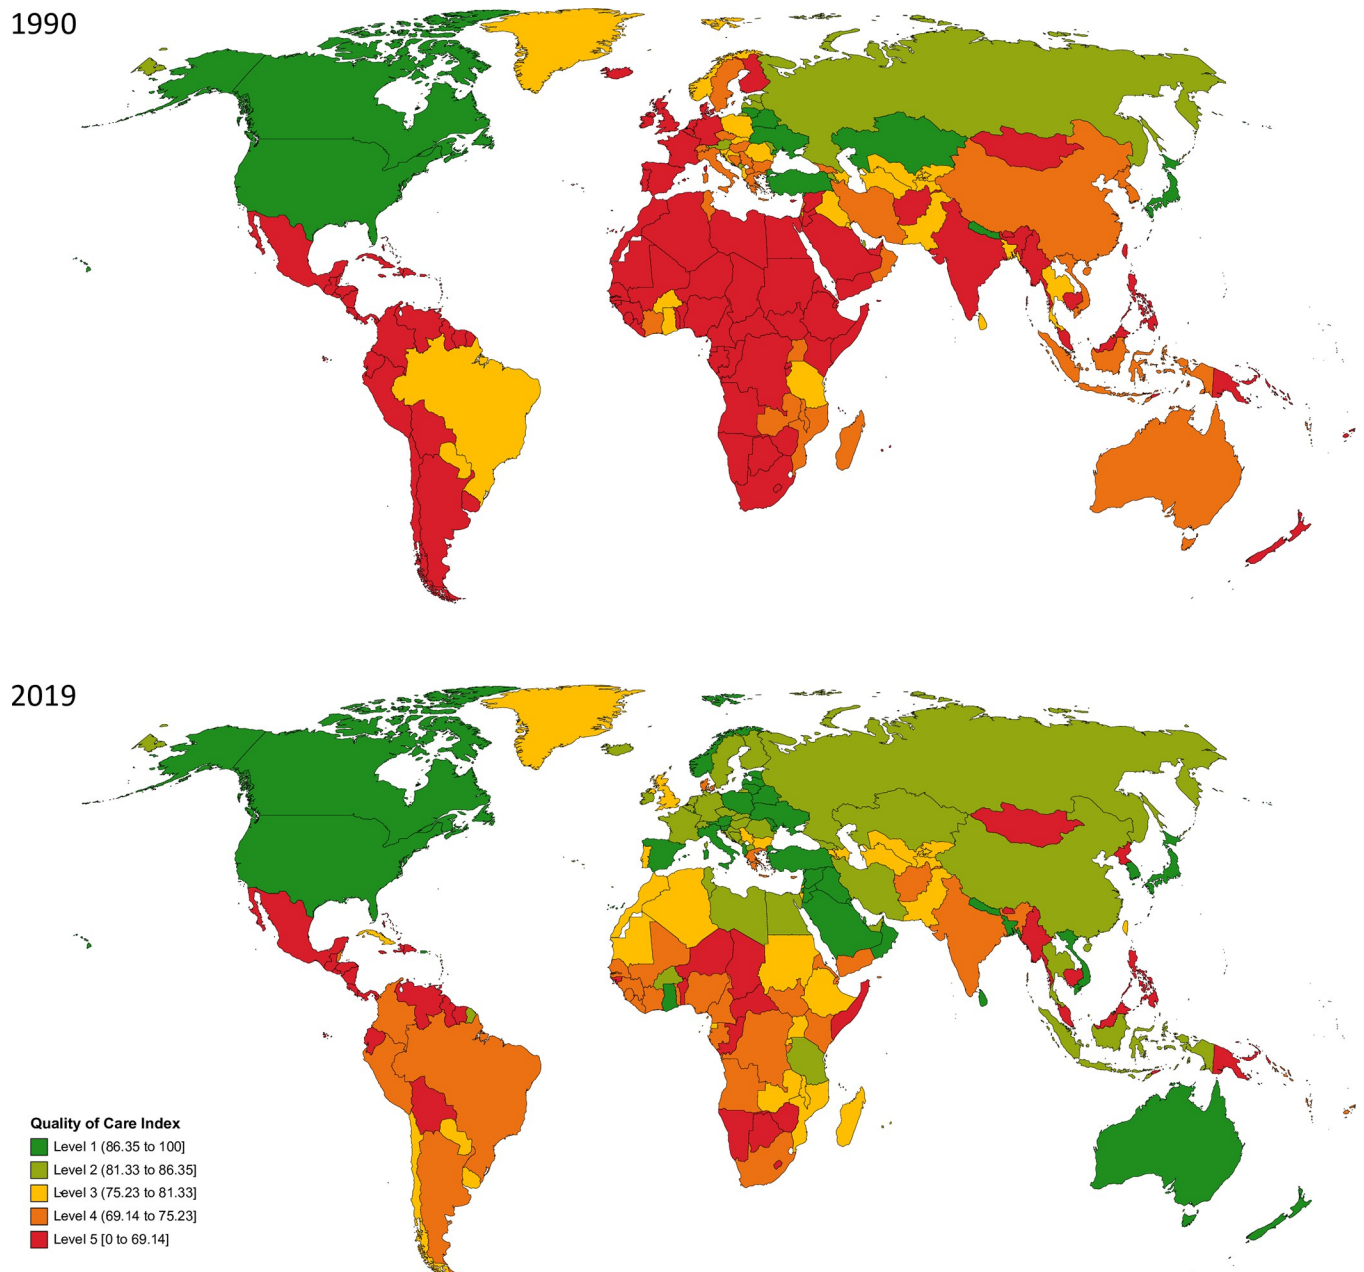 1990
2019
Quality of Care Index
Level 1 (86.35 to 100]
Level 2 (81.33 to 86.35]
Level 3 (75.23 to 81.33]
Level 4 (69.14 to 75.23]
Level 5 [0 to 69.14]